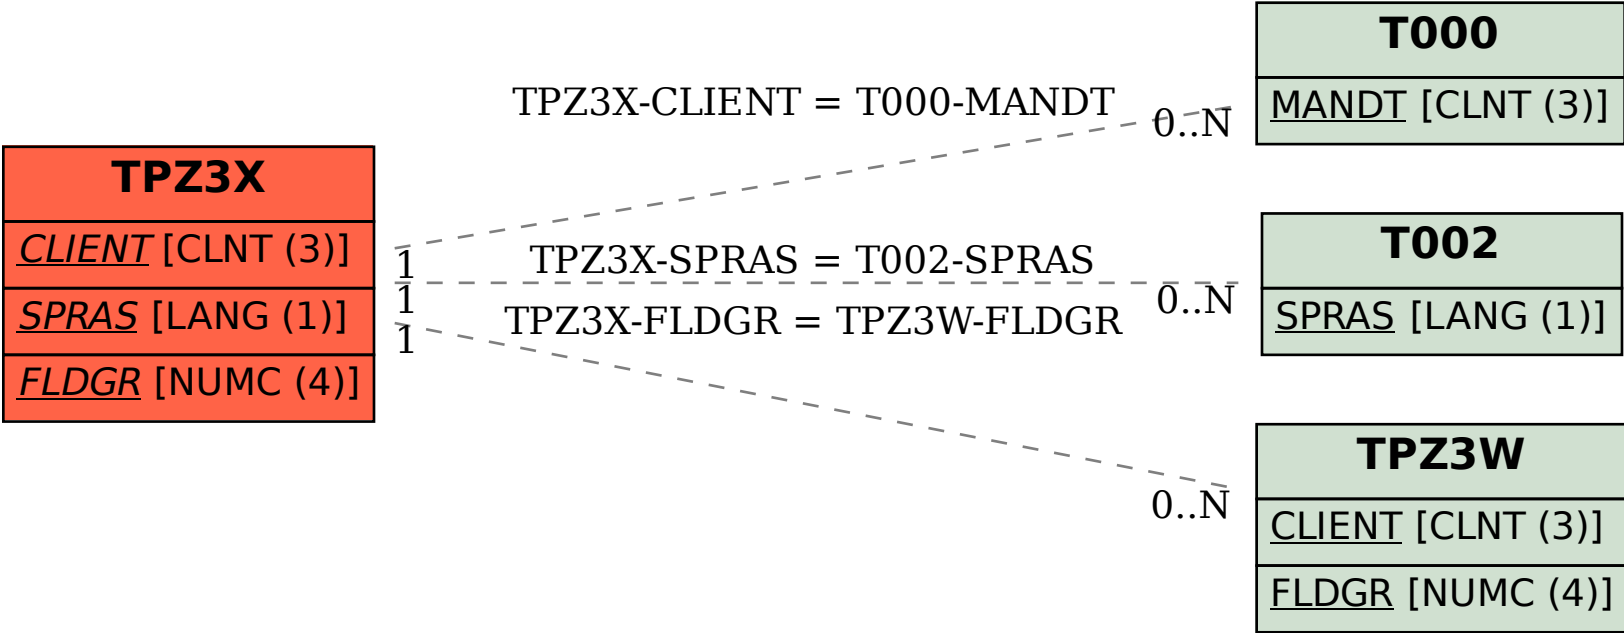 TPZ3X
CLIENT [CLNT (3)]
SPRAS [LANG (1)]
FLDGR [NUMC (4)]
TPZ3X-CLIENT = T000-MANDT
0..N
1
TPZ3X-SPRAS = T002-SPRAS
0..N
1
TPZ3X-FLDGR = TPZ3W-FLDGR
1
0..N
T000
MANDT [CLNT (3)]
T002
SPRAS [LANG (1)]
TPZ3W
CLIENT [CLNT (3)]
FLDGR [NUMC (4)]